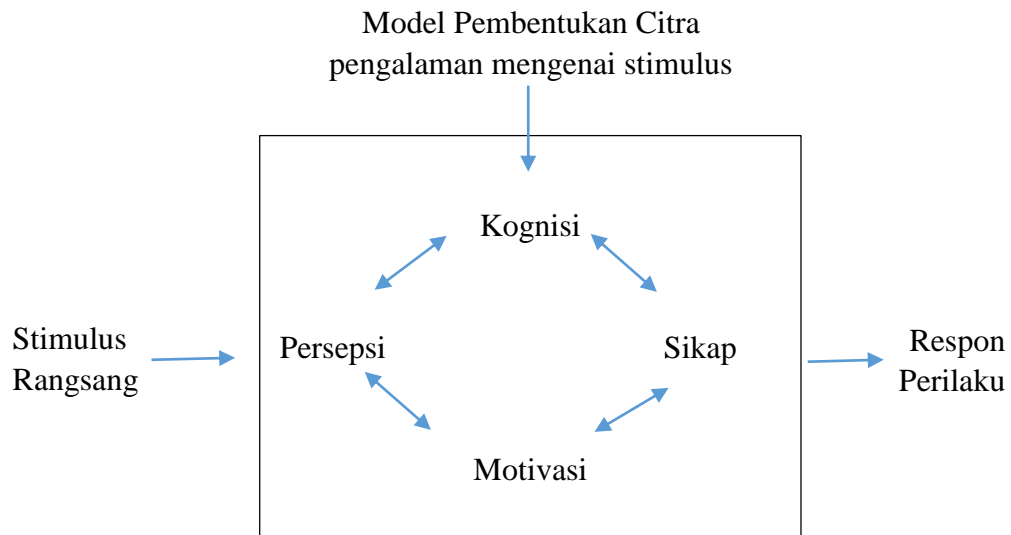 Model Pembentukan Citra
pengalaman mengenai stimulus
Kognisi
Stimulus
Rangsang
Persepsi
Sikap
Respon
Perilaku
Motivasi